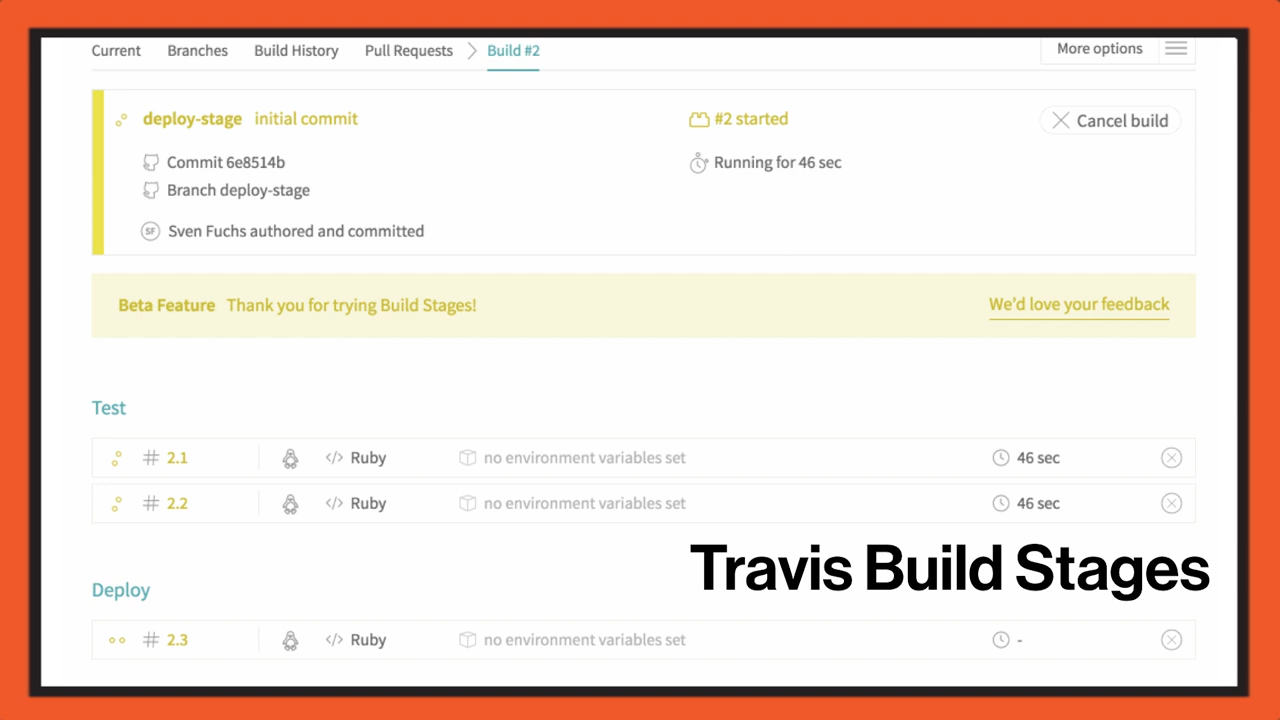 Current Branches Build History Pull Requests Build #2 More options
deploy-stage initial commit #2 started Cancel build
Commit 6e8514b Running for 46 sec
Branch deploy-stage
SF Sven Fuchs authored and committed
Beta Feature Thank you for trying Build Stages! We'd love your feedback
Test
# 2.1 </> Ruby no environment variables set 46 sec
# 2.2 </> Ruby no environment variables set 46 sec
Travis Build Stages
Deploy
# 2.3 </> Ruby no environment variables set -